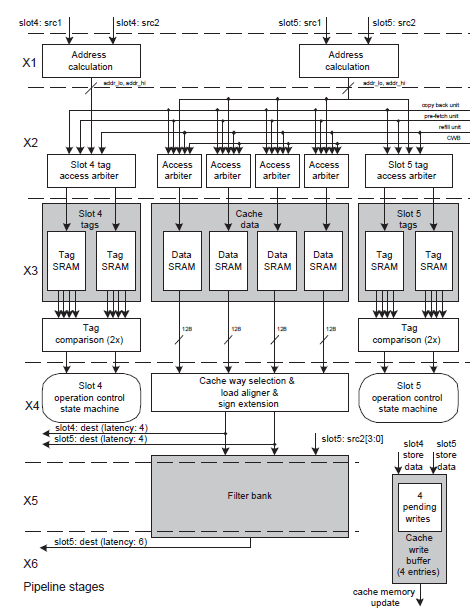 slot4: src1
slot4: src2
slot5: src1
slot5: src2
X1
Address
calculation
Address
calculation
addr_lo, addr_hi
addr_lo, addr_hi
copy back unit
pre-fetch unit
refill unit
CWB
X2
Slot 4 tag
access arbiter
Access
arbiter
Access
arbiter
Access
arbiter
Access
arbiter
Slot 5 tag
access arbiter
Slot 4
tags
Cache
data
Slot 5
tags
X3
Tag
SRAM
Tag
SRAM
Data
SRAM
Data
SRAM
Data
SRAM
Data
SRAM
Tag
SRAM
Tag
SRAM
Tag
comparison (2x)
128
128
128
128
Tag
comparison (2x)
X4
Slot 4
operation control
state machine
Cache way selection &
load aligner &
sign extension
Slot 5
operation control
state machine
slot4: dest (latency: 4)
slot5: dest (latency: 4)
slot5: src2[3:0]
slot4
store
data
slot5
store
data
X5
Filter bank
4
pending
writes
Cache
write
buffer
(4 entries)
slot5: dest (latency: 6)
X6
Pipeline stages
cache memory
update